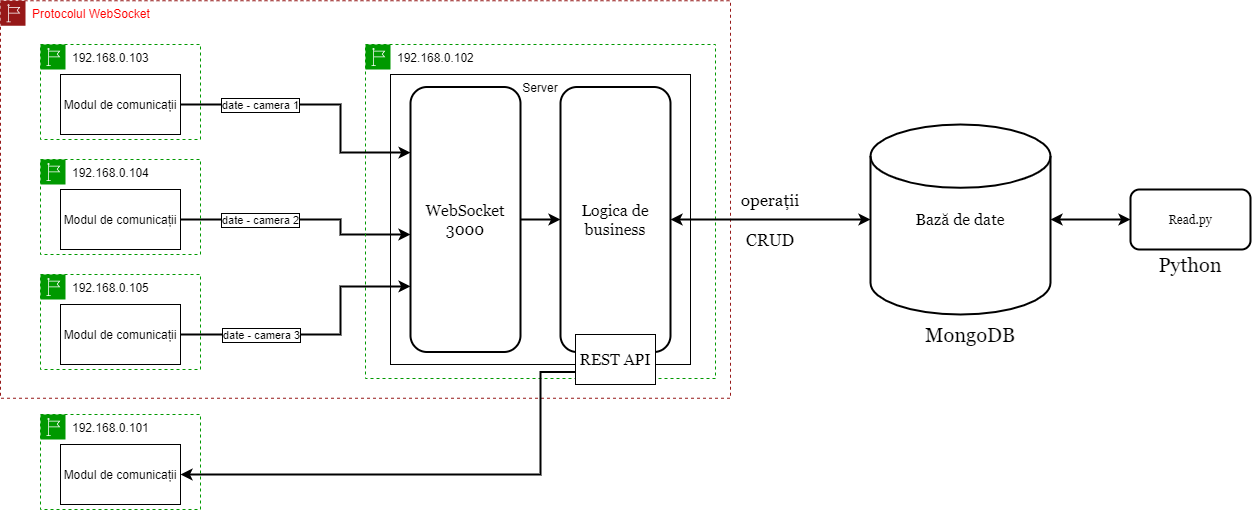 Protocolul WebSocket
192.168.0.103
Modul de comunicații
date - camera 1
192.168.0.104
Modul de comunicații
date - camera 2
192.168.0.105
Modul de comunicații
date - camera 3
192.168.0.102
Server
WebSocket
3000
Logica de
business
REST API
operații
CRUD
Bază de date
MongoDB
Read.py
Python
192.168.0.101
Modul de comunicații